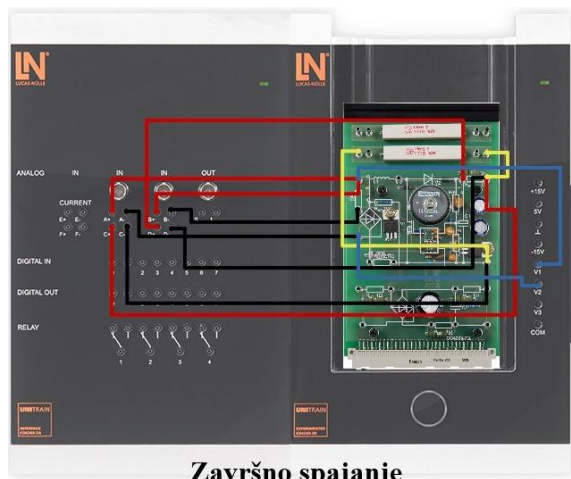 LN
LUCAS-NÜLLE
LN
LUCAS-NÜLLE
ANALOG IN IN IN OUT
CURRENT
E+ E- A+ A- B+ B-
F+ F- C+ C-
DIGITAL IN
2 3 4 5 6 7
DIGITAL OUT
RELAY
1 2 3 4
+15V
5V
-15V
V1
V2
V3
COM
UNITRAIN
INTERFACE
UNITRAIN
EXPERIMENTER
Završno spajanje